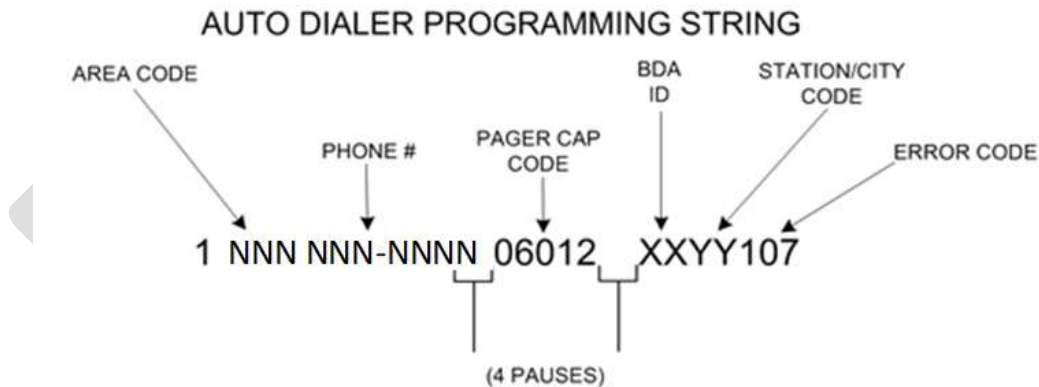 AUTO DIALER PROGRAMMING STRING
AREA CODE
PHONE #
PAGER CAP
CODE
BDA
ID
STATION/CITY
CODE
ERROR CODE
1 NNN NNN-NNNN 06012 XXYY107
(4 PAUSES)